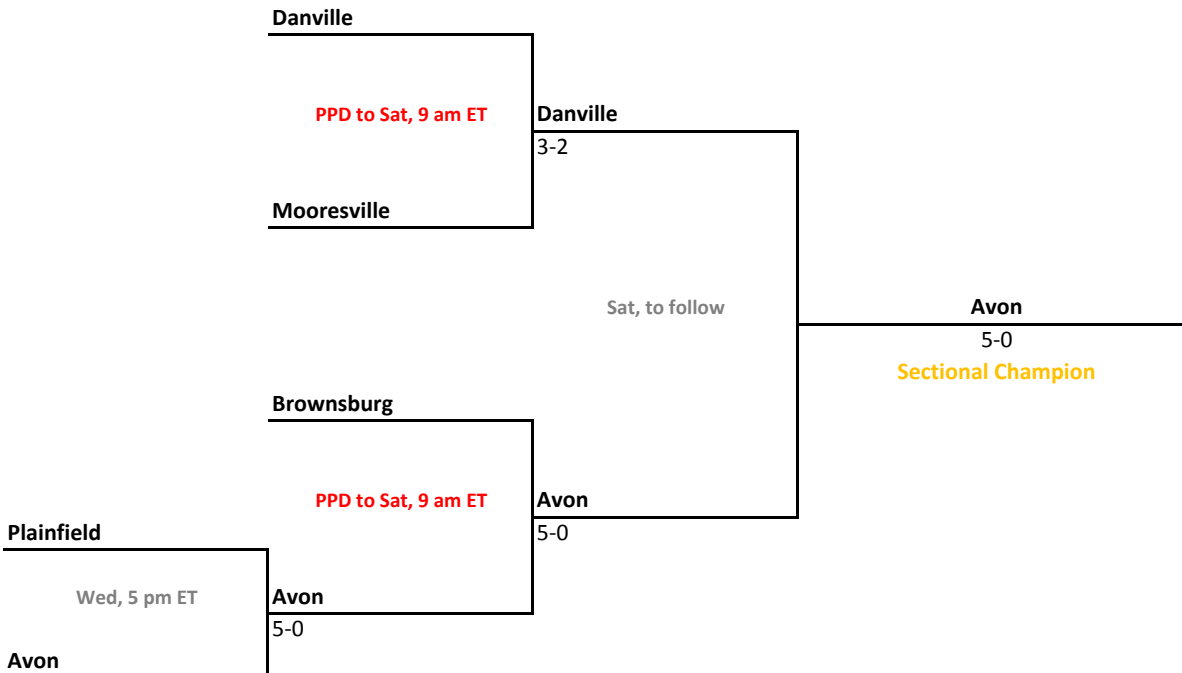 Danville
PPD to Sat, 9 am ET
Danville
3-2
Mooresville
Sat, to follow
Avon
5-0
Sectional Champion
Brownsburg
PPD to Sat, 9 am ET
Avon
5-0
Plainfield
Wed, 5 pm ET
Avon
5-0
Avon